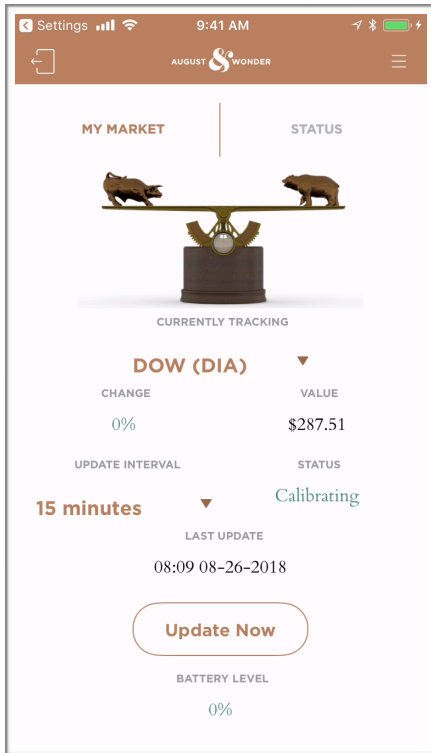 Settings 9:41 AM
AUGUST & WONDER
MY MARKET STATUS
CURRENTLY TRACKING
DOW (DIA)
CHANGE VALUE
0% $287.51
UPDATE INTERVAL STATUS
15 minutes Calibrating
LAST UPDATE
08:09 08-26-2018
Update Now
BATTERY LEVEL
0%